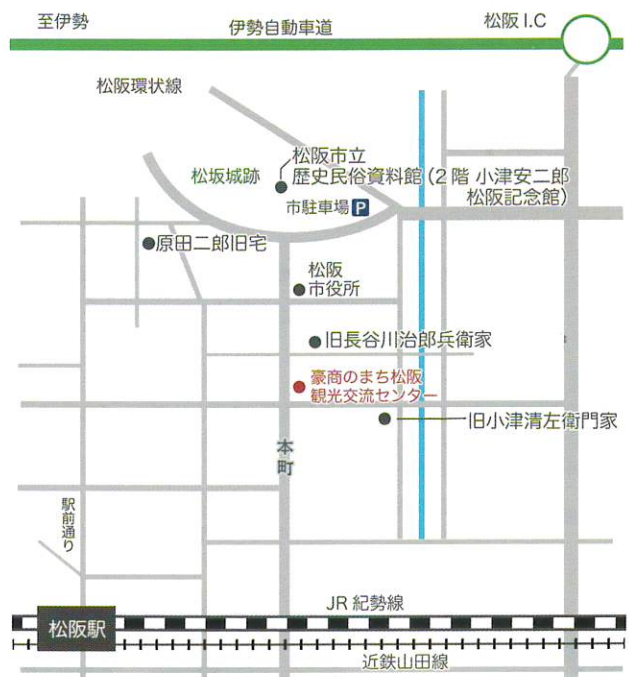 至伊勢
伊勢自動車道
松阪 I.C
松阪環状線
松阪市立
歴史民俗資料館(2階 小津安二郎
松阪記念館)
松坂城跡
市駐車場 P
原田二郎旧宅
松阪
市役所
旧長谷川治郎兵衛家
豪商のまち松阪
観光交流センター
旧小津清左衛門家
本町
駅前通り
JR 紀勢線
松阪駅
近鉄山田線